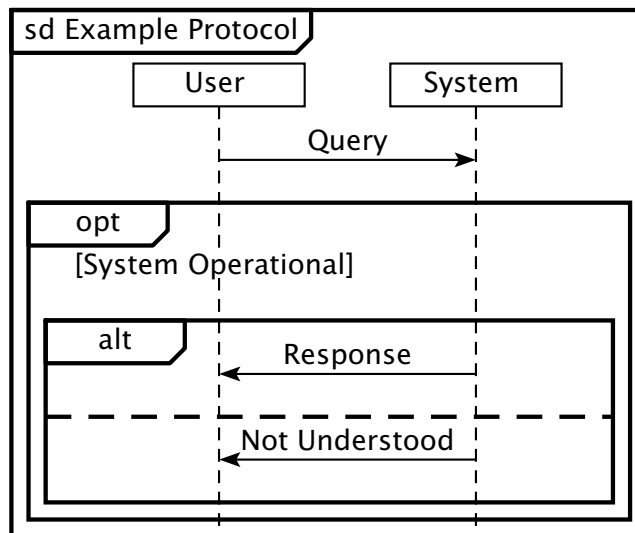 sd Example Protocol
User
System
Query
opt
[System Operational]
alt
Response
Not Understood